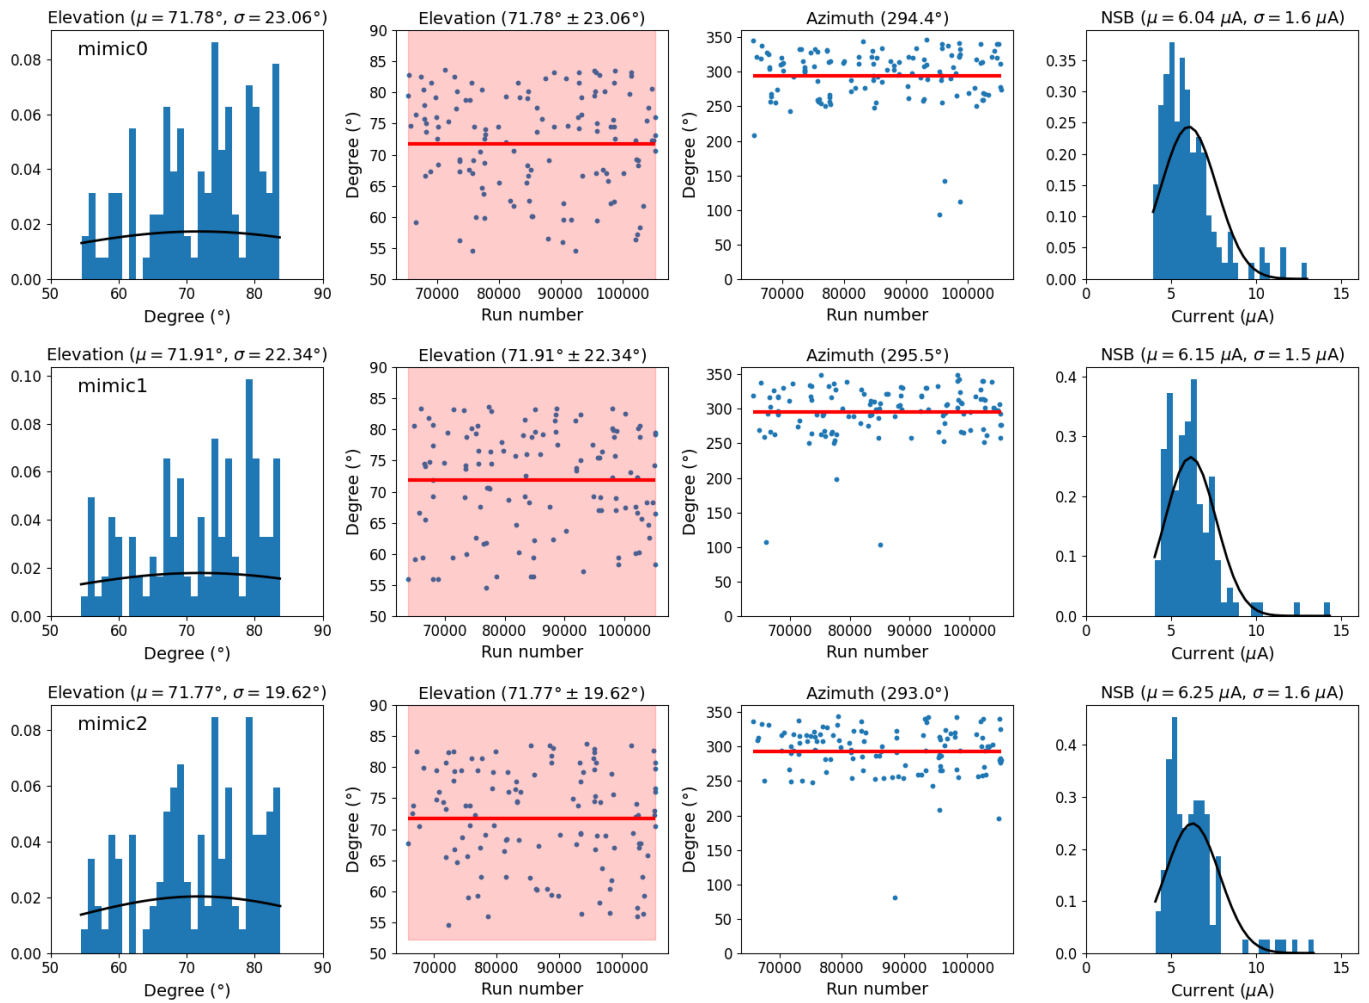 Elevation (μ = 71.78°, σ = 23.06°)
mimic0
0.08
0.06
0.04
0.02
0.00
50 60 70 80 90
Degree (°)
Elevation (71.78° ± 23.06°)
Degree (°)
90
85
80
75
70
65
60
55
50
70000 80000 90000 100000
Run number
Azimuth (294.4°)
Degree (°)
350
300
250
200
150
100
50
0
70000 80000 90000 100000
Run number
NSB (μ = 6.04 μA, σ = 1.6 μA)
0.35
0.30
0.25
0.20
0.15
0.10
0.05
0.00
0 5 10 15
Current (μA)
Elevation (μ = 71.91°, σ = 22.34°)
mimic1
0.10
0.08
0.06
0.04
0.02
0.00
50 60 70 80 90
Degree (°)
Elevation (71.91° ± 22.34°)
Degree (°)
90
85
80
75
70
65
60
55
50
70000 80000 90000 100000
Run number
Azimuth (295.5°)
Degree (°)
350
300
250
200
150
100
50
0
70000 80000 90000 100000
Run number
NSB (μ = 6.15 μA, σ = 1.5 μA)
0.4
0.3
0.2
0.1
0.0
0 5 10 15
Current (μA)
Elevation (μ = 71.77°, σ = 19.62°)
mimic2
0.08
0.06
0.04
0.02
0.00
50 60 70 80 90
Degree (°)
Elevation (71.77° ± 19.62°)
Degree (°)
90
85
80
75
70
65
60
55
50
70000 80000 90000 100000
Run number
Azimuth (293.0°)
Degree (°)
350
300
250
200
150
100
50
0
70000 80000 90000 100000
Run number
NSB (μ = 6.25 μA, σ = 1.6 μA)
0.4
0.3
0.2
0.1
0.0
0 5 10 15
Current (μA)